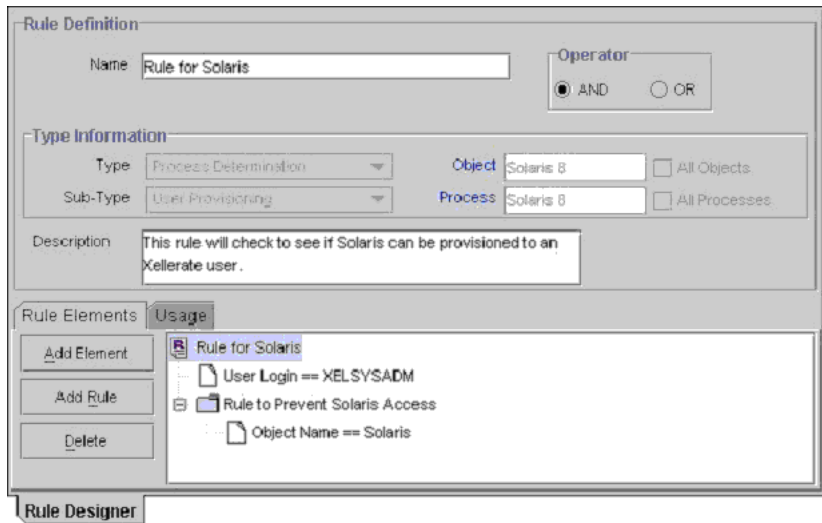 Rule Definition
Name Rule for Solaris
Operator
AND OR
Type Information
Type Process Determination Object Solaris 8 All Objects
Sub-Type User Provisioning Process Solaris 8 All Processes
Description This rule will check to see if Solaris can be provisioned to an
Xellerate user.
Rule Elements Usage
Add Element
Add Rule
Delete
Rule for Solaris
User Login == XELSYSADM
Rule to Prevent Solaris Access
Object Name == Solaris
Rule Designer